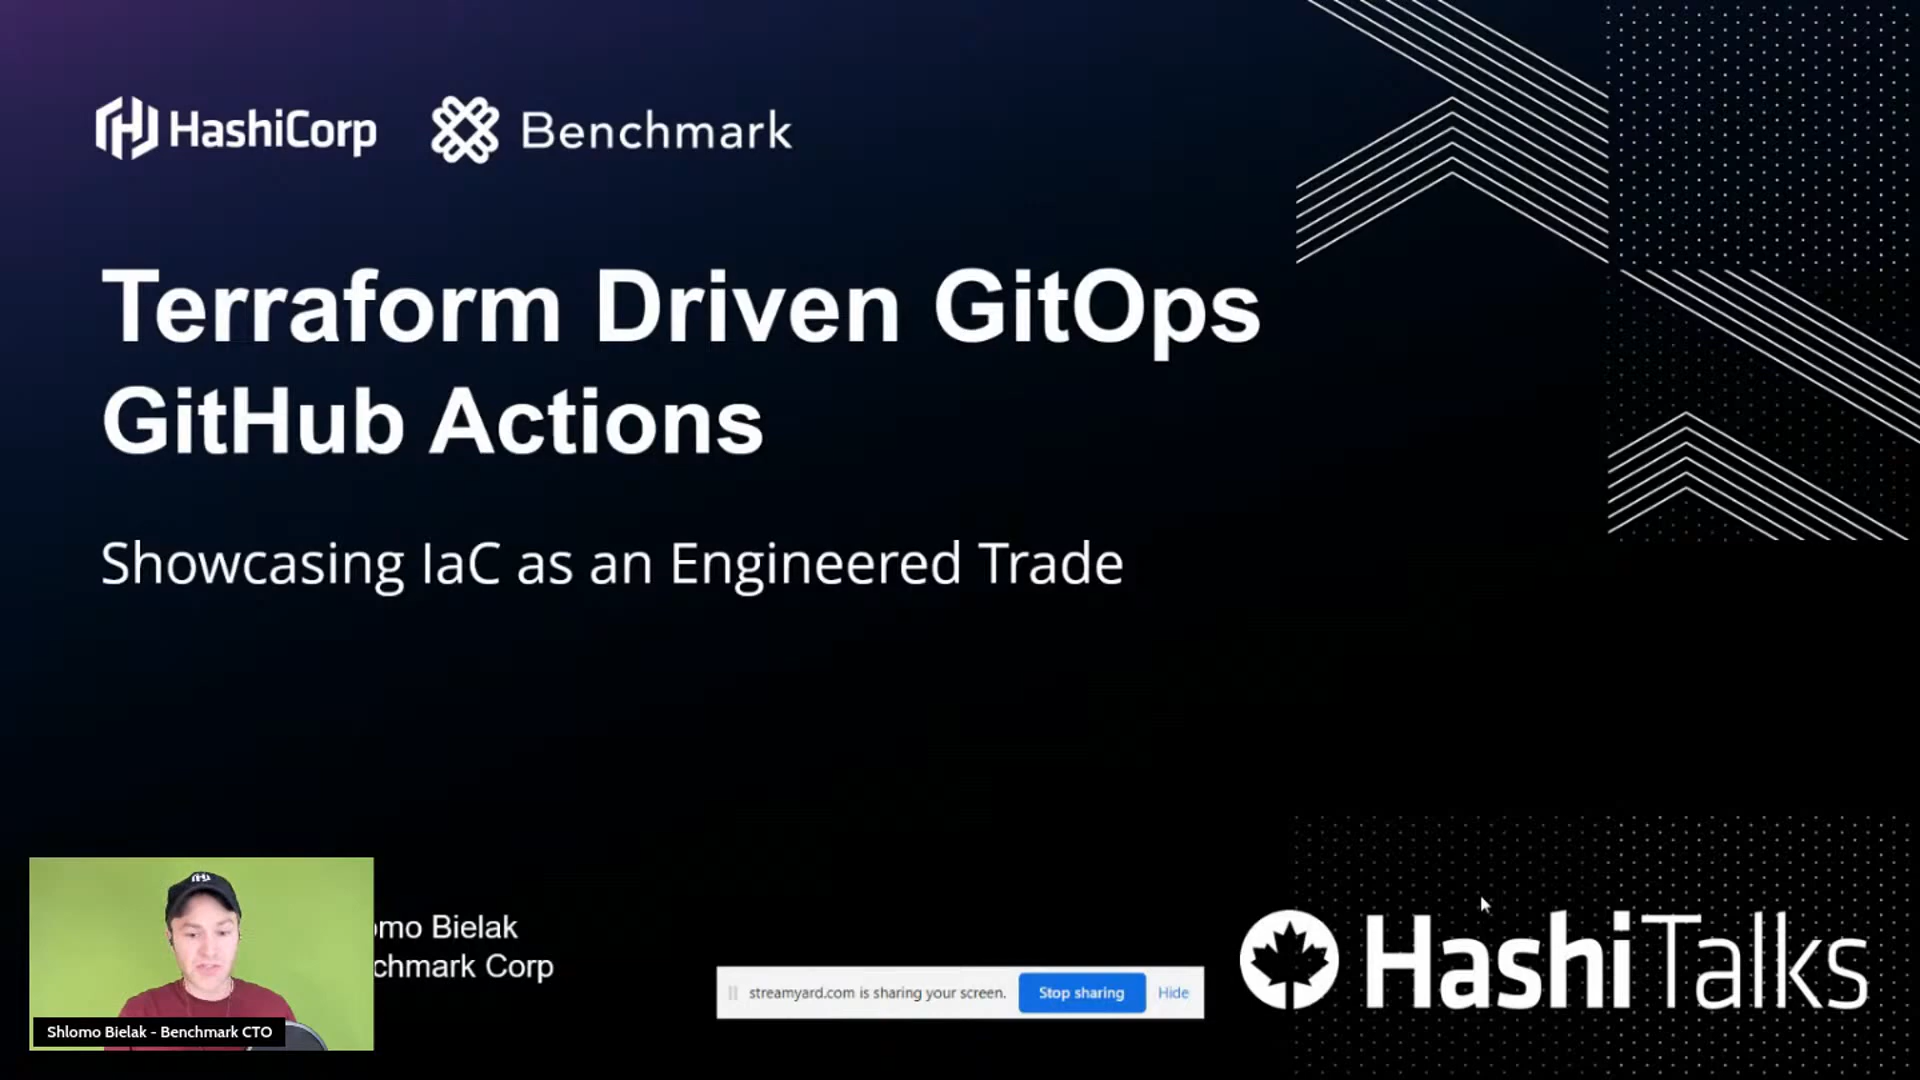 HashiCorp Benchmark
Terraform Driven GitOps
GitHub Actions
Showcasing IaC as an Engineered Trade
omo Bielak
chmark Corp
Shlomo Bielak - Benchmark CTO
streamyard.com is sharing your screen. Stop sharing Hide
HashiTalks